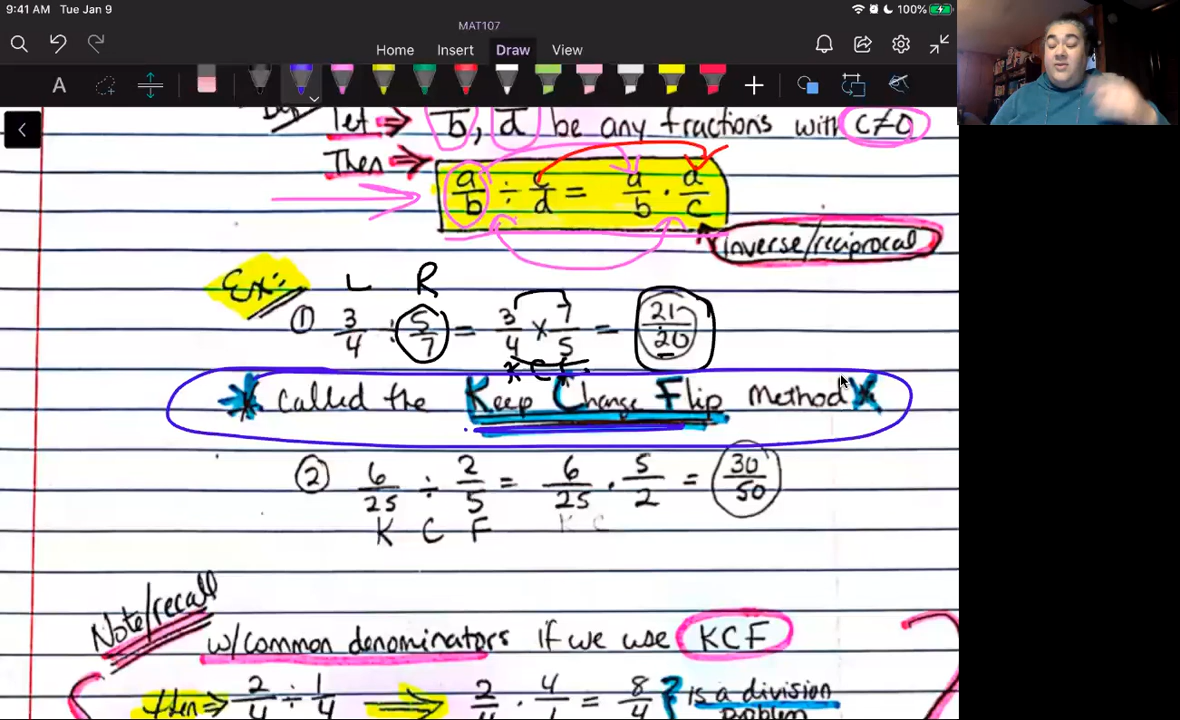 9:41 AM Tue Jan 9
100%
MAT107
Home Insert Draw View
A
let ⇒ b, d be any fractions with c≠0
Then ⇒
a/b ÷ c/d = a/b · d/c
Inverse/reciprocal
Ex:
L R
① 3/4 ÷ 5/7 = 3/4 × 7/5 = 21/20
K C F
* Called the Keep Change Flip Method *
② 6/25 ÷ 2/5 = 6/25 · 5/2 = 30/50
K C F K C
Note/recall
w/common denominators if we use KCF
then ⇒ 2/4 ÷ 1/4 ⇒ 2/4 · 4/1 = 8/4 is a division
problem